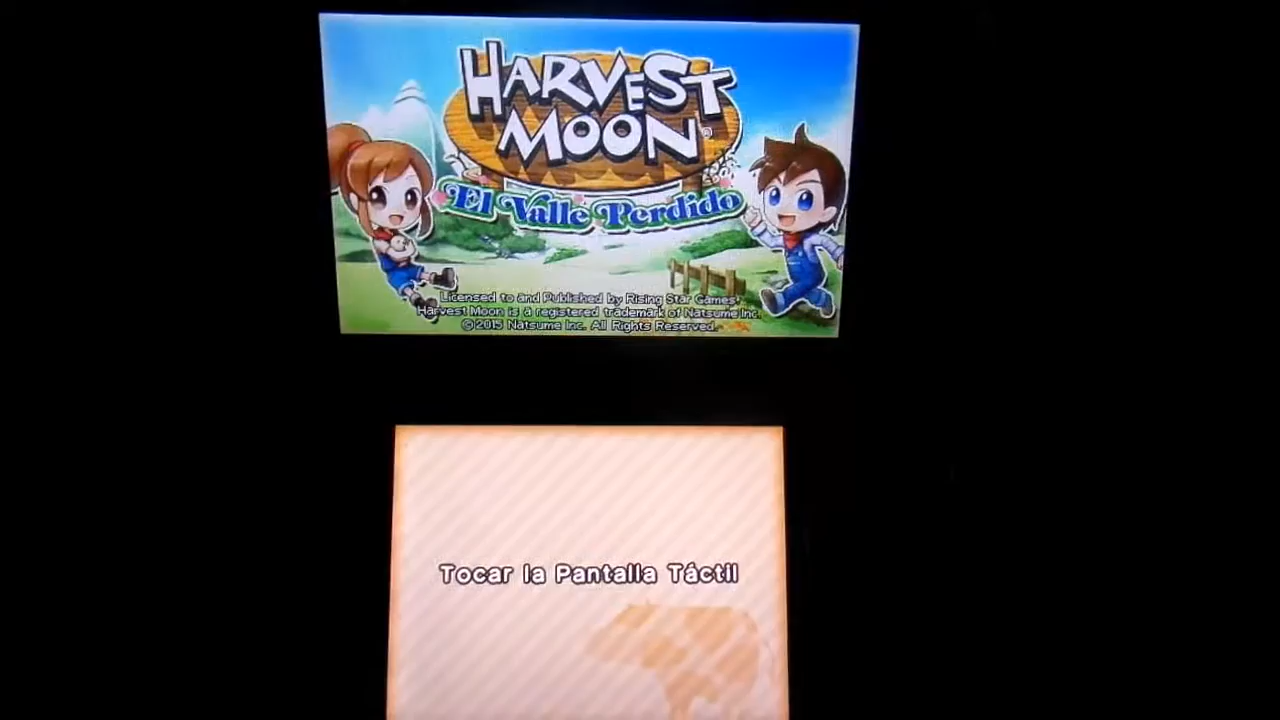 HARVEST
MOON®
El Valle Perdido
Licensed to and Published by Rising Star Games.
Harvest Moon is a registered trademark of Natsume Inc.
©2015 Natsume Inc. All Rights Reserved.
Tocar la Pantalla Táctil